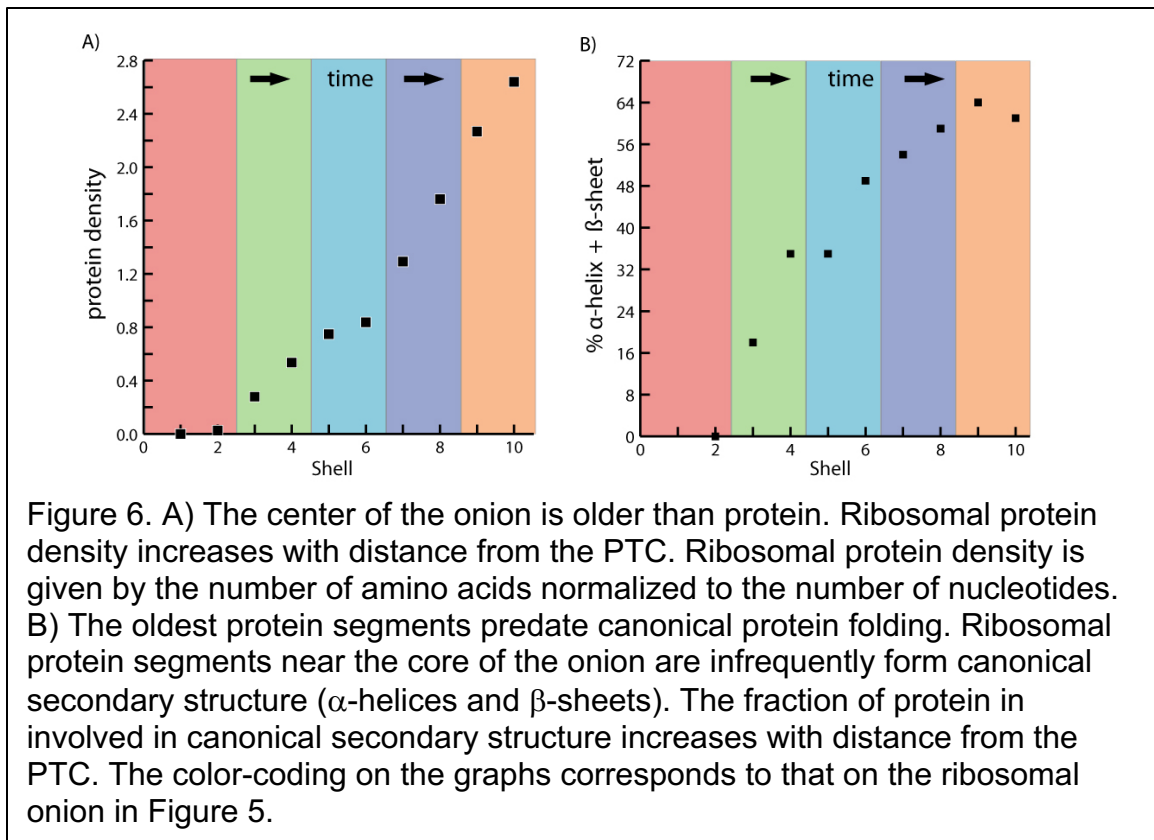 A)
2.8
2.4
2.0
1.6
1.2
0.8
0.4
0.0
protein density
time
0 2 4 6 8 10
Shell
B)
72
64
56
48
40
32
24
16
8
0
% α-helix + ß-sheet
time
0 2 4 6 8 10
Shell
Figure 6. A) The center of the onion is older than protein. Ribosomal protein
density increases with distance from the PTC. Ribosomal protein density is
given by the number of amino acids normalized to the number of nucleotides.
B) The oldest protein segments predate canonical protein folding. Ribosomal
protein segments near the core of the onion are infrequently form canonical
secondary structure (α-helices and β-sheets). The fraction of protein in
involved in canonical secondary structure increases with distance from the
PTC. The color-coding on the graphs corresponds to that on the ribosomal
onion in Figure 5.